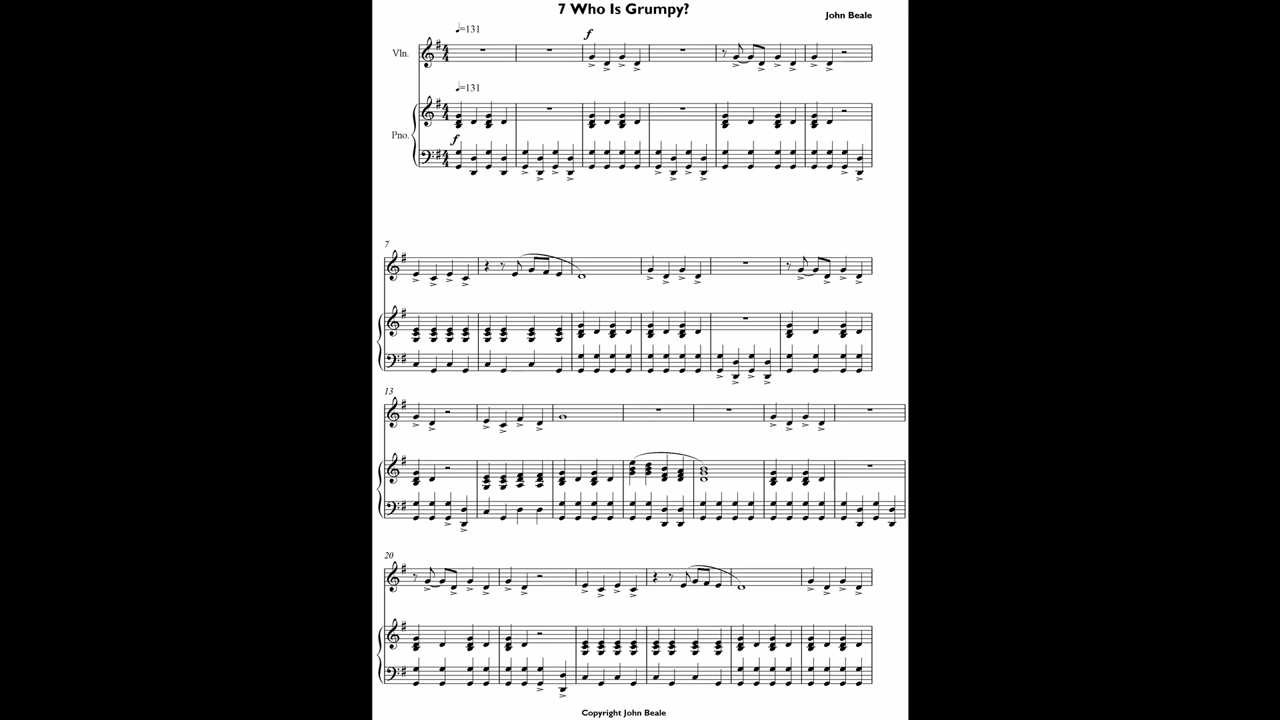 7 Who Is Grumpy?
John Beale
♩=131
f
Vln.
♩=131
Pno.
f
7
13
20
Copyright John Beale